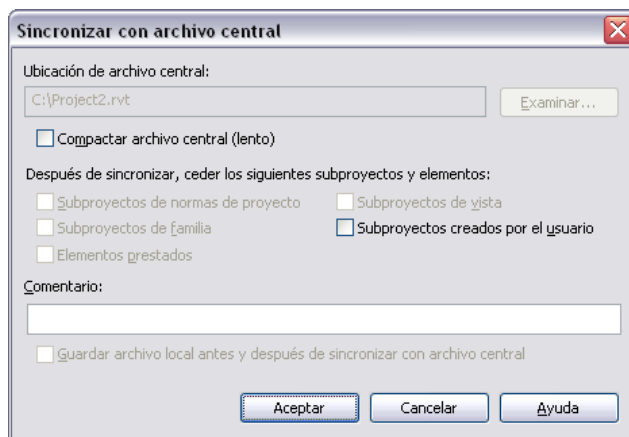 Sincronizar con archivo central
Ubicación de archivo central:
C:\Project2.rvt
Examinar...
Compactar archivo central (lento)
Después de sincronizar, ceder los siguientes subproyectos y elementos:
Subproyectos de normas de proyecto
Subproyectos de vista
Subproyectos de familia
Subproyectos creados por el usuario
Elementos prestados
Comentario:
Guardar archivo local antes y después de sincronizar con archivo central
Aceptar
Cancelar
Ayuda